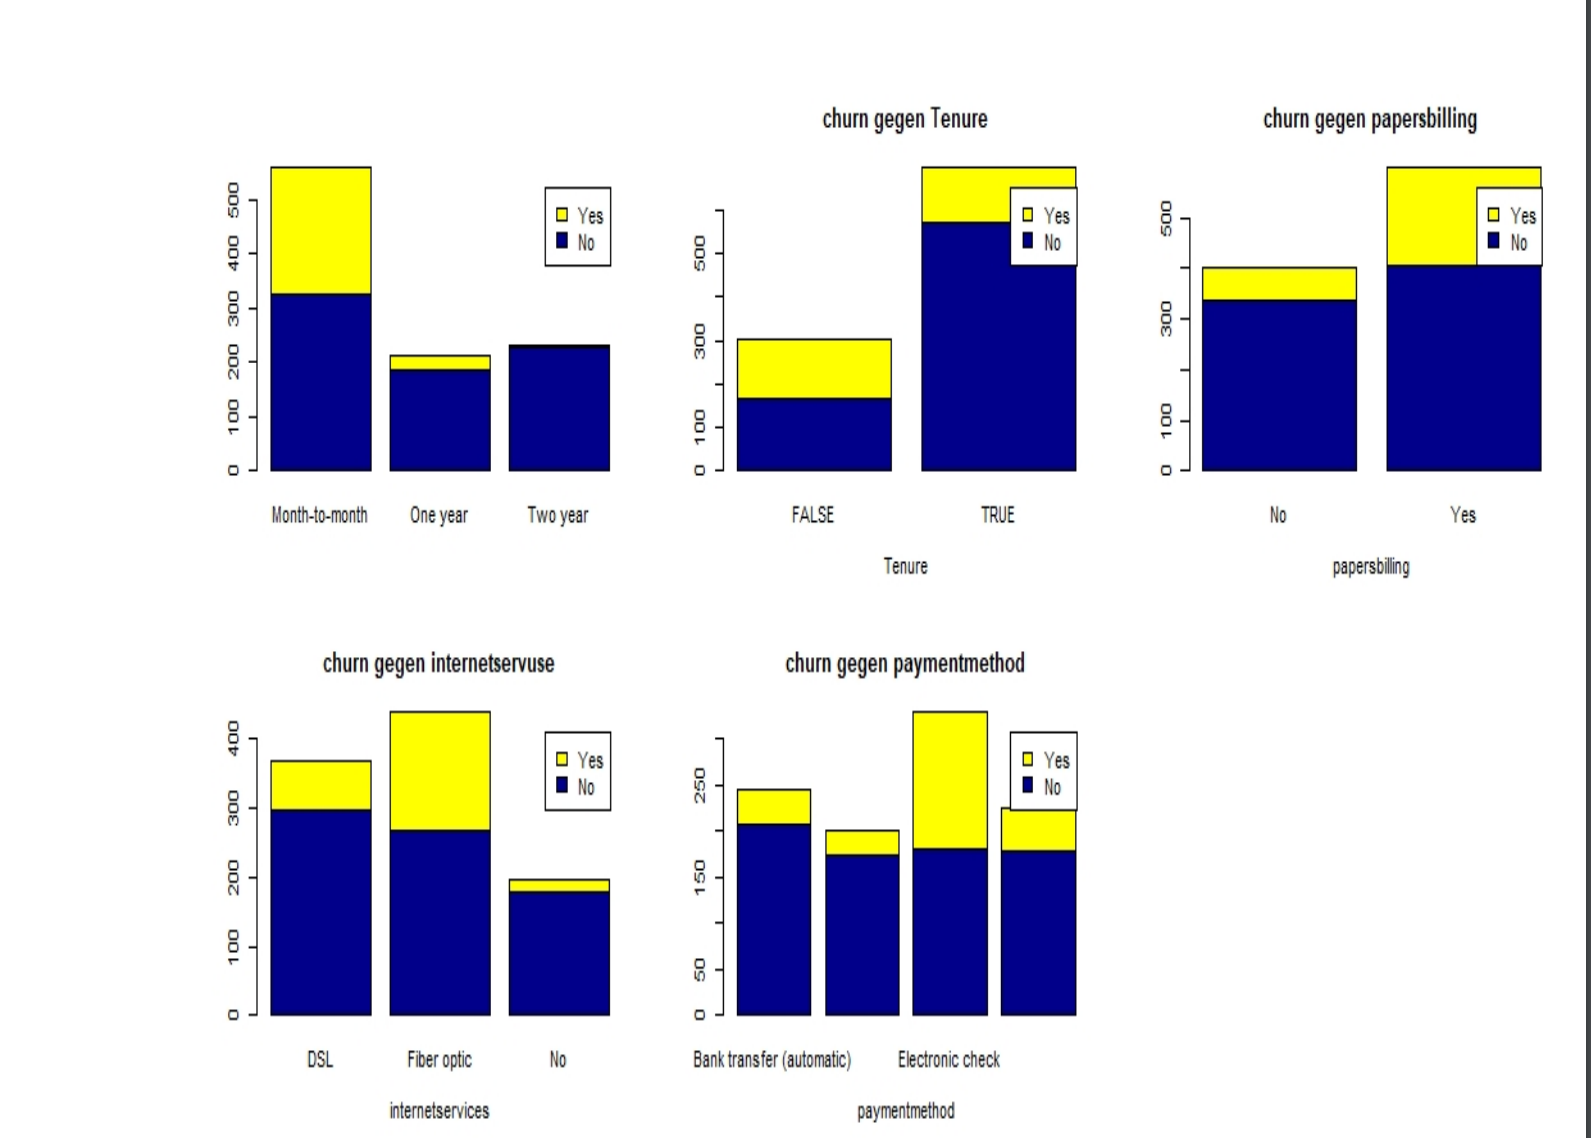 churn gegen Tenure
churn gegen papersbilling
500
400
300
200
100
0
Yes
No
Month-to-month
One year
Two year
500
300
100
0
Yes
No
FALSE
TRUE
Tenure
500
300
100
0
Yes
No
No
Yes
papersbilling
churn gegen internetservuse
churn gegen paymentmethod
400
300
200
100
0
Yes
No
DSL
Fiber optic
No
internetservices
250
150
50
0
Yes
No
Bank transfer (automatic)
Electronic check
paymentmethod